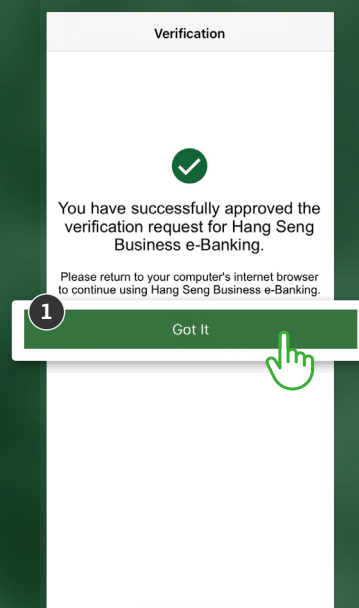 Verification
You have successfully approved the
verification request for Hang Seng
Business e-Banking.
Please return to your computer's internet browser
to continue using Hang Seng Business e-Banking.
1
Got It